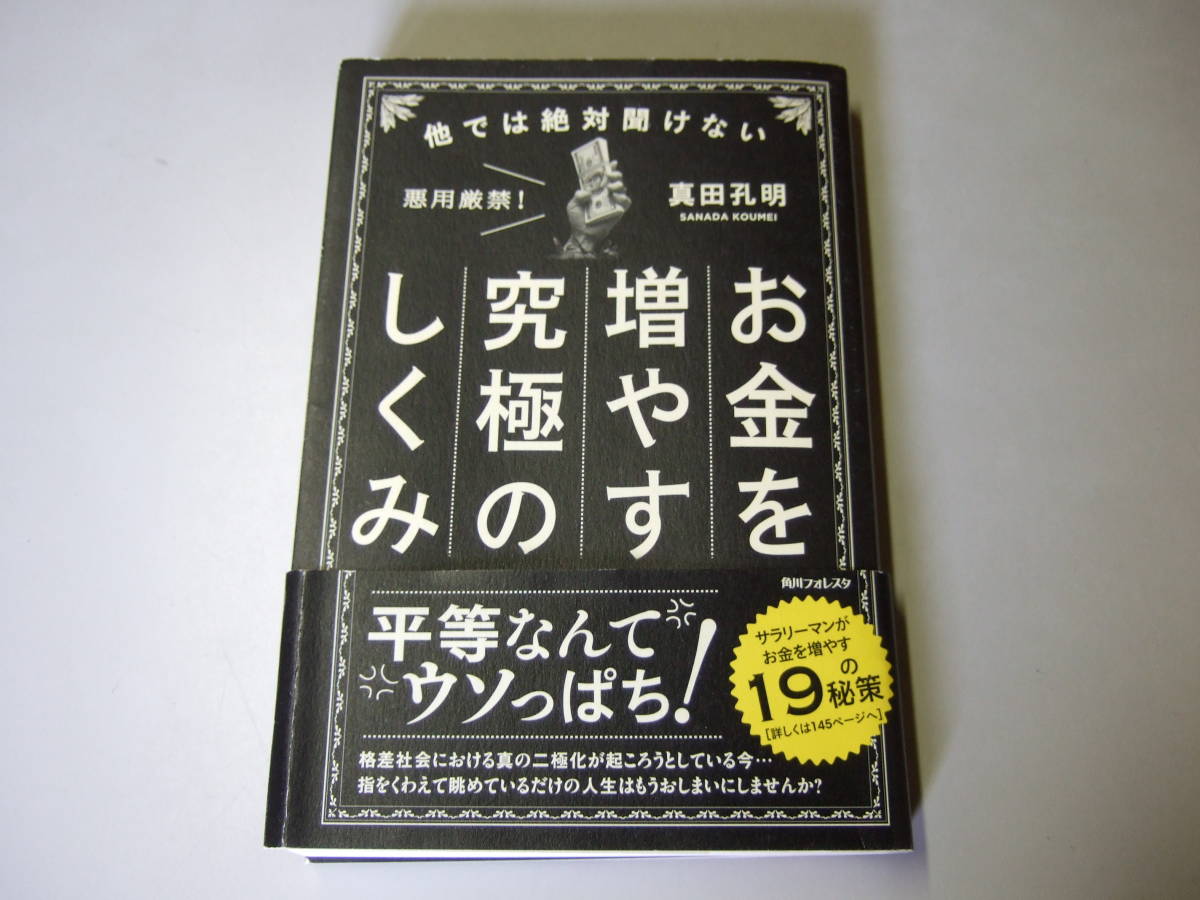 他では絶対聞けない
悪用厳禁!
真田孔明
SANADA KOUMEI
お金を
増やす
究極の
しくみ
角川フォレスタ
平等なんて
ウソっぱち!
サラリーマンが
お金を増やす
19の秘策
[詳しくは145ページへ]
格差社会における真の二極化が起ころうとしている今…
指をくわえて眺めているだけの人生はもうおしまいにしませんか?